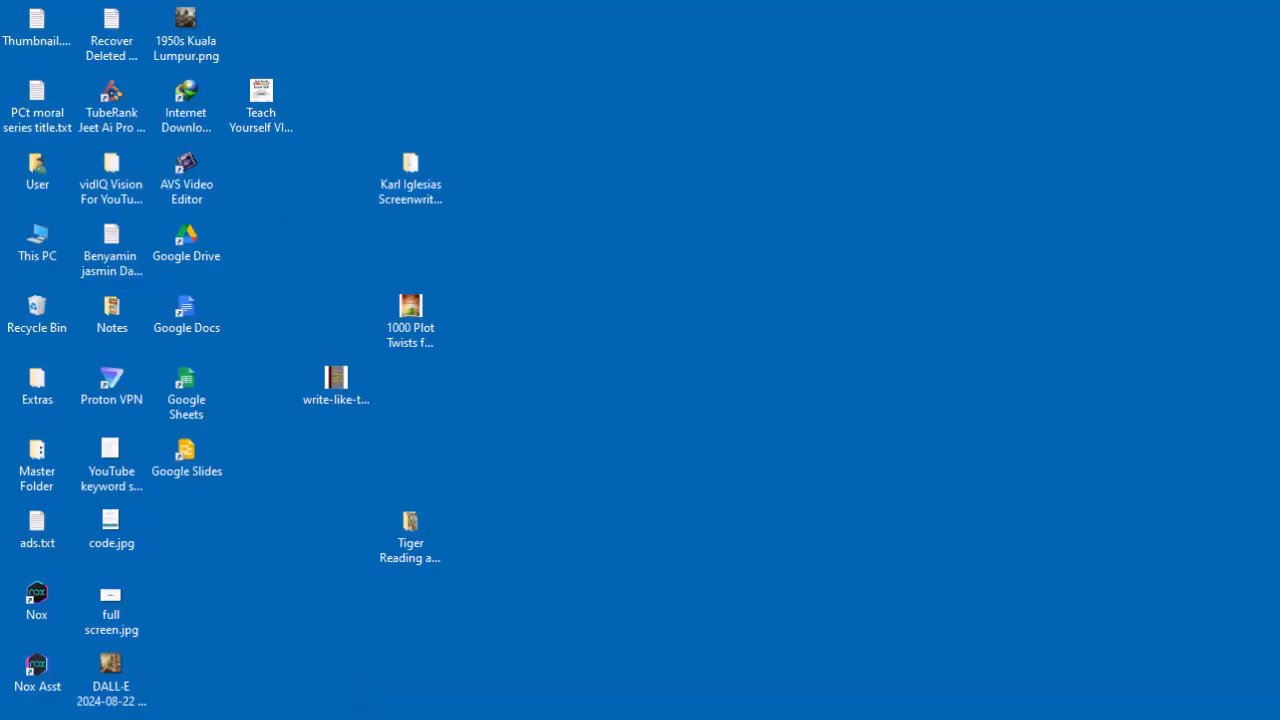 Thumbnail....
PCt moral
series title.txt
User
This PC
Recycle Bin
Extras
Master
Folder
ads.txt
Nox
Nox Asst
Recover
Deleted ...
TubeRank
Jeet Ai Pro ...
vidIQ Vision
For YouTu...
Benyamin
jasmin Da...
Notes
Proton VPN
YouTube
keyword s...
code.jpg
full
screen.jpg
DALL·E
2024-08-22 ...
1950s Kuala
Lumpur.png
Internet
Downlo...
AVS Video
Editor
Google Drive
Google Docs
Google
Sheets
Google Slides
Teach
Yourself VI...
write-like-t...
Karl Iglesias
Screenwrit...
1000 Plot
Twists f...
Tiger
Reading a...